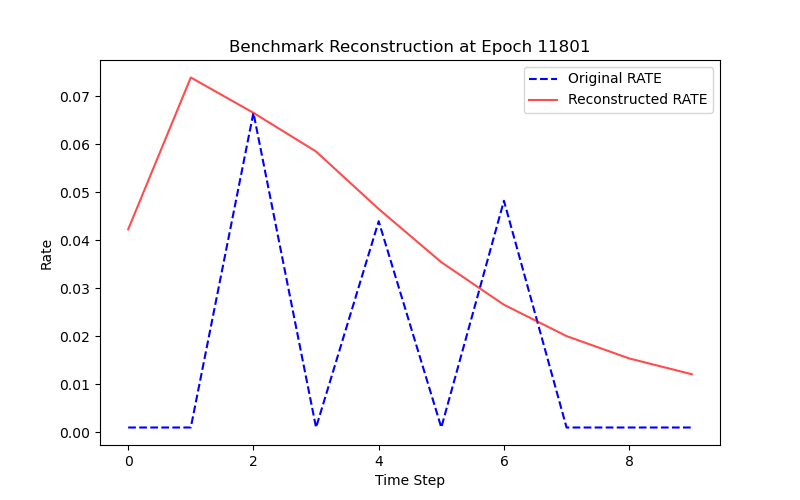 Benchmark Reconstruction at Epoch 11801
Original RATE
Reconstructed RATE
Rate
0.07
0.06
0.05
0.04
0.03
0.02
0.01
0.00
0 2 4 6 8
Time Step